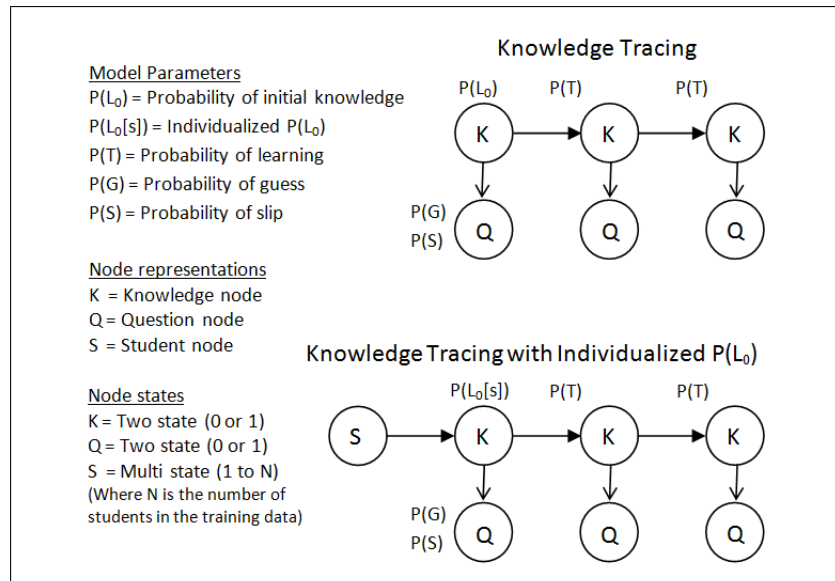 Model Parameters
P(L₀) = Probability of initial knowledge
P(L₀[s]) = Individualized P(L₀)
P(T) = Probability of learning
P(G) = Probability of guess
P(S) = Probability of slip
Node representations
K = Knowledge node
Q = Question node
S = Student node
Node states
K = Two state (0 or 1)
Q = Two state (0 or 1)
S = Multi state (1 to N)
(Where N is the number of
students in the training data)
Knowledge Tracing
P(L₀) P(T) P(T)
K K K
P(G)
P(S)
Q Q Q
Knowledge Tracing with Individualized P(L₀)
P(L₀[s]) P(T) P(T)
S K K K
P(G)
P(S)
Q Q Q